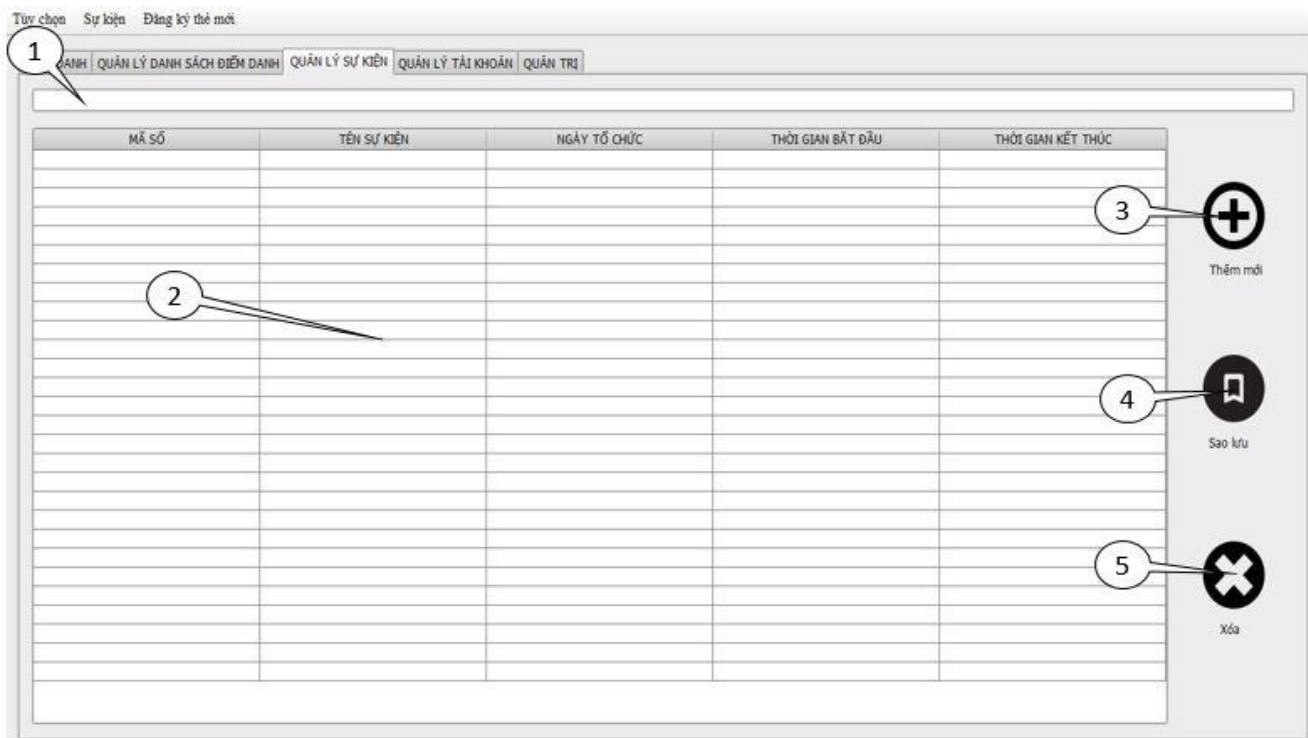 Tùy chọn Sự kiện Đăng ký thẻ mới
1
DANH QUẢN LÝ DANH SÁCH ĐIỂM DANH QUẢN LÝ SỰ KIỆN QUẢN LÝ TÀI KHOẢN QUẢN TRỊ
MÃ SỐ TÊN SỰ KIỆN NGÀY TỔ CHỨC THỜI GIAN BẮT ĐẦU THỜI GIAN KẾT THÚC
3
Thêm mới
2
4
Sao lưu
5
Xóa